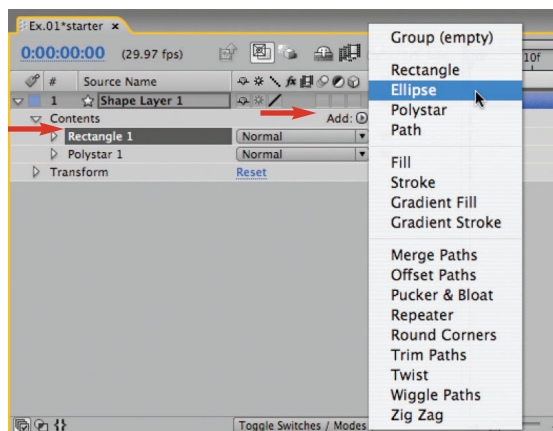 Ex.01*starter ×
0:00:00:00 (29.97 fps)
# Source Name
1 Shape Layer 1
Contents Add:
Rectangle 1 Normal
Polystar 1 Normal
Transform Reset
Toggle Switches / Modes
10f
Group (empty)
Rectangle
Ellipse
Polystar
Path
Fill
Stroke
Gradient Fill
Gradient Stroke
Merge Paths
Offset Paths
Pucker & Bloat
Repeater
Round Corners
Trim Paths
Twist
Wiggle Paths
Zig Zag